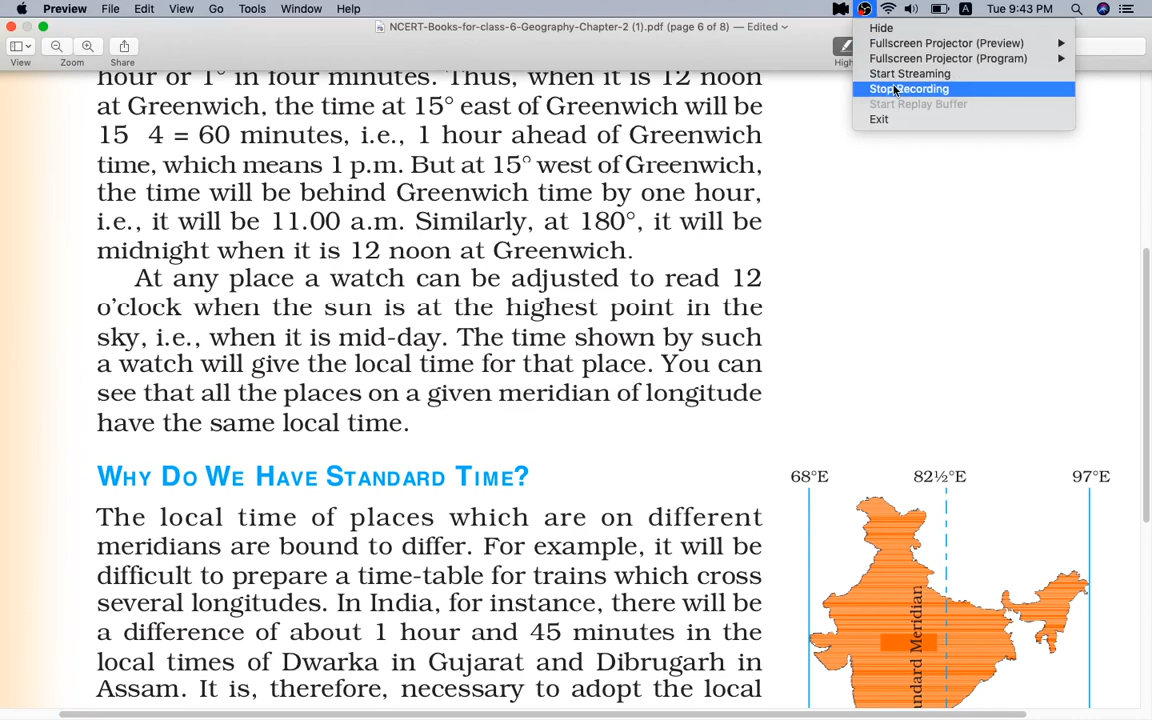 Preview File Edit View Go Tools Window Help
A Tue 9:43 PM
NCERT-Books-for-class-6-Geography-Chapter-2 (1).pdf (page 6 of 8) — Edited
View Zoom Share High
Hide
Fullscreen Projector (Preview)
Fullscreen Projector (Program)
Start Streaming
Stop Recording
Start Replay Buffer
Exit
hour or 1° in four minutes. Thus, when it is 12 noon
at Greenwich, the time at 15° east of Greenwich will be
15 4 = 60 minutes, i.e., 1 hour ahead of Greenwich
time, which means 1 p.m. But at 15° west of Greenwich,
the time will be behind Greenwich time by one hour,
i.e., it will be 11.00 a.m. Similarly, at 180°, it will be
midnight when it is 12 noon at Greenwich.
At any place a watch can be adjusted to read 12
o'clock when the sun is at the highest point in the
sky, i.e., when it is mid-day. The time shown by such
a watch will give the local time for that place. You can
see that all the places on a given meridian of longitude
have the same local time.
WHY DO WE HAVE STANDARD TIME?
The local time of places which are on different
meridians are bound to differ. For example, it will be
difficult to prepare a time-table for trains which cross
several longitudes. In India, for instance, there will be
a difference of about 1 hour and 45 minutes in the
local times of Dwarka in Gujarat and Dibrugarh in
Assam. It is, therefore, necessary to adopt the local
68°E 82½°E 97°E
ndard Meridian